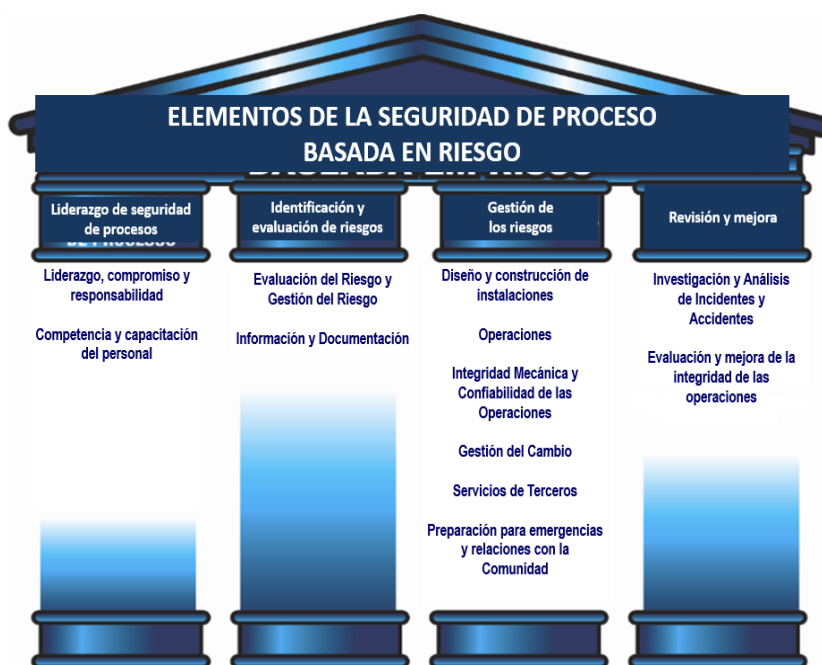 ELEMENTOS DE LA SEGURIDAD DE PROCESO
BASADA EN RIESGO
Liderazgo de seguridad
de procesos
Identificación y
evaluación de riesgos
Gestión de
los riesgos
Revisión y mejora
Liderazgo, compromiso y
responsabilidad
Competencia y capacitación
del personal
Evaluación del Riesgo y
Gestión del Riesgo
Información y Documentación
Diseño y construcción de
instalaciones
Operaciones
Integridad Mecánica y
Confiabilidad de las
Operaciones
Gestión del Cambio
Servicios de Terceros
Preparación para emergencias
y relaciones con la
Comunidad
Investigación y Análisis
de Incidentes y
Accidentes
Evaluación y mejora de la
integridad de las
operaciones